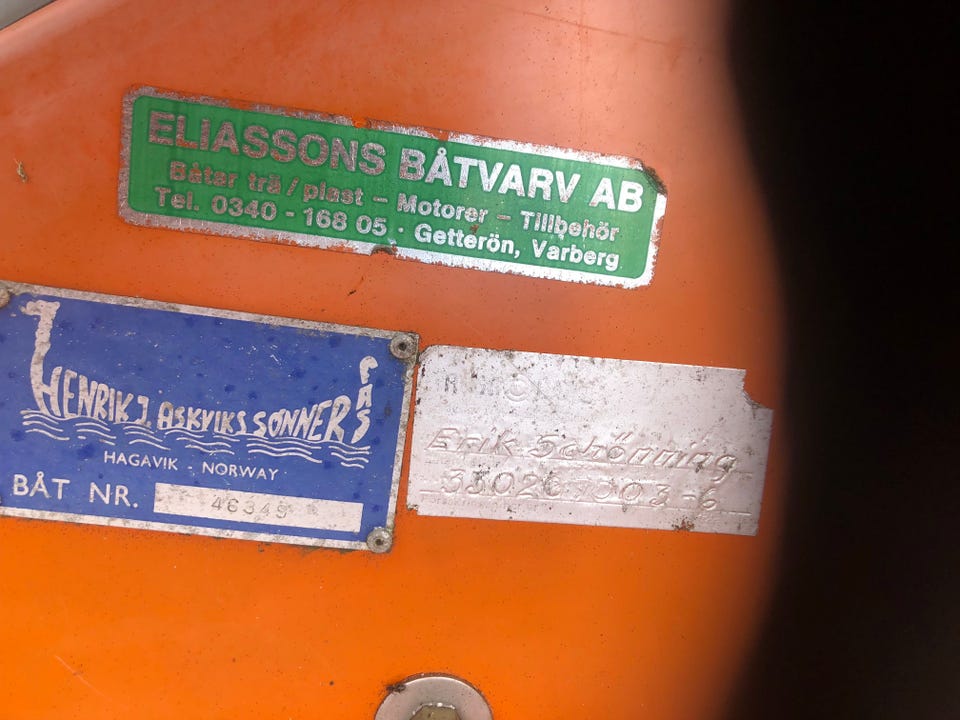 ELIASSONS BÅTVARV AB
Båtar trä / plast - Motorer - Tillbehör
Tel. 0340 - 168 05 · Getterön, Varberg
HENRIK J. ASKVIKS SØNNER A/S
HAGAVIK - NORWAY
BÅT NR. 46349
Erik Schönning